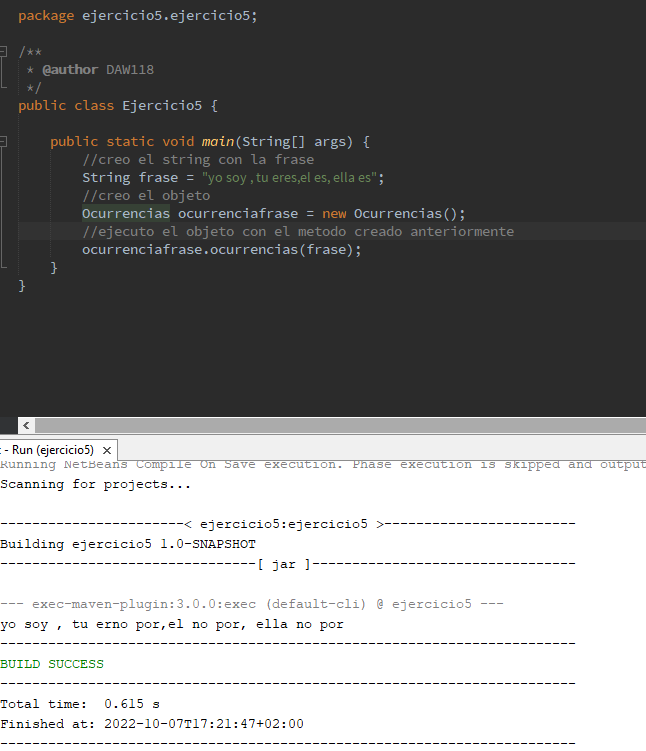 package ejercicio5.ejercicio5;
/**
* @author DAW118
*/
public class Ejercicio5 {
public static void main(String[] args) {
//creo el string con la frase
String frase = "yo soy , tu eres,el es, ella es";
//creo el objeto
Ocurrencias ocurrenciafrase = new Ocurrencias();
//ejecuto el objeto con el metodo creado anteriormente
ocurrenciafrase.ocurrencias(frase);
}
}
- Run (ejercicio5) ×
Running NetBeans Compile On Save execution. Phase execution is skipped and output
Scanning for projects...
-----------------------< ejercicio5:ejercicio5 >------------------------
Building ejercicio5 1.0-SNAPSHOT
--------------------------------[ jar ]---------------------------------
--- exec-maven-plugin:3.0.0:exec (default-cli) @ ejercicio5 ---
yo soy , tu erno por,el no por, ella no por
------------------------------------------------------------------------
BUILD SUCCESS
------------------------------------------------------------------------
Total time:  0.615 s
Finished at: 2022-10-07T17:21:47+02:00
------------------------------------------------------------------------